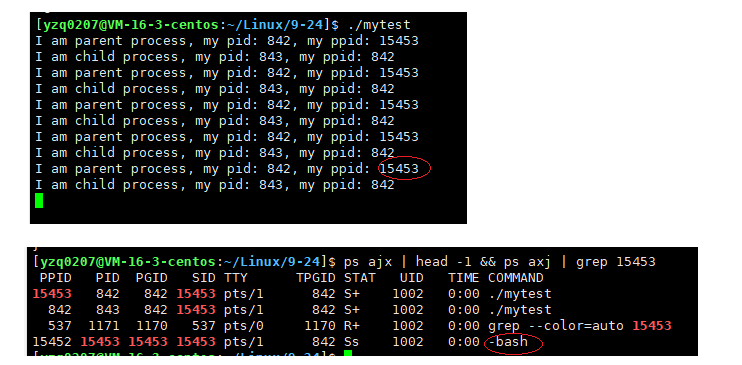 [yzq0207@VM-16-3-centos:~/Linux/9-24]$ ./mytest
I am parent process, my pid: 842, my ppid: 15453
I am child process, my pid: 843, my ppid: 842
I am parent process, my pid: 842, my ppid: 15453
I am child process, my pid: 843, my ppid: 842
I am parent process, my pid: 842, my ppid: 15453
I am child process, my pid: 843, my ppid: 842
I am parent process, my pid: 842, my ppid: 15453
I am child process, my pid: 843, my ppid: 842
I am parent process, my pid: 842, my ppid: 15453
I am child process, my pid: 843, my ppid: 842
[yzq0207@VM-16-3-centos:~/Linux/9-24]$ ps ajx | head -1 && ps axj | grep 15453
PPID PID PGID SID TTY TPGID STAT UID TIME COMMAND
15453 842 842 15453 pts/1 842 S+ 1002 0:00 ./mytest
842 843 842 15453 pts/1 842 S+ 1002 0:00 ./mytest
537 1171 1170 537 pts/0 1170 R+ 1002 0:00 grep --color=auto 15453
15452 15453 15453 15453 pts/1 842 Ss 1002 0:00 -bash